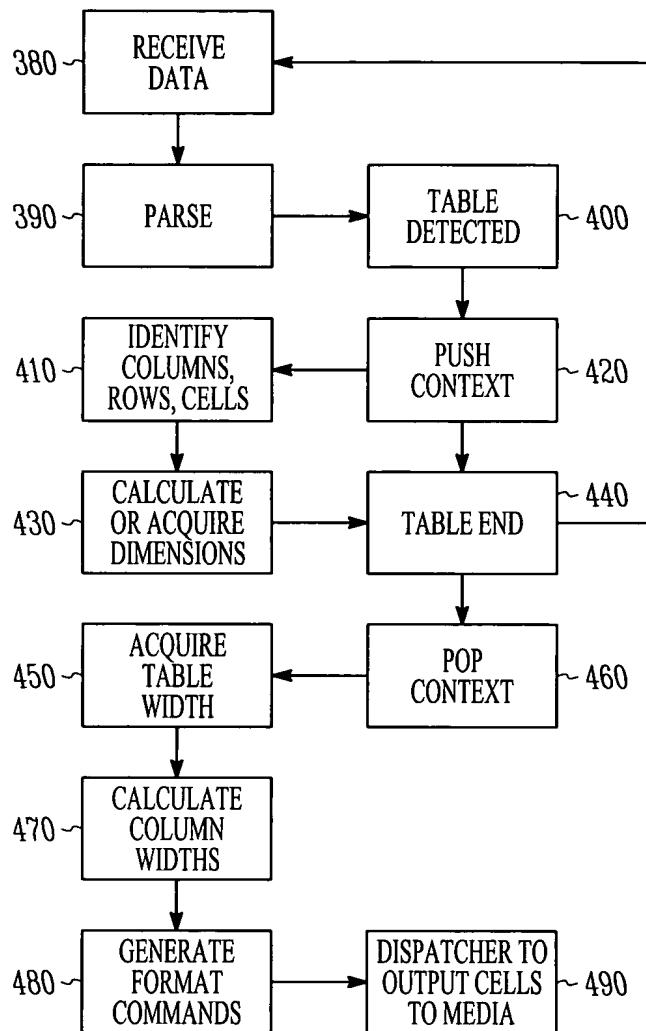 380
RECEIVE
DATA
390
PARSE
TABLE
DETECTED
400
410
IDENTIFY
COLUMNS,
ROWS, CELLS
PUSH
CONTEXT
420
430
CALCULATE
OR ACQUIRE
DIMENSIONS
TABLE END
440
450
ACQUIRE
TABLE
WIDTH
POP
CONTEXT
460
470
CALCULATE
COLUMN
WIDTHS
480
GENERATE
FORMAT
COMMANDS
DISPATCHER TO
OUTPUT CELLS
TO MEDIA
490